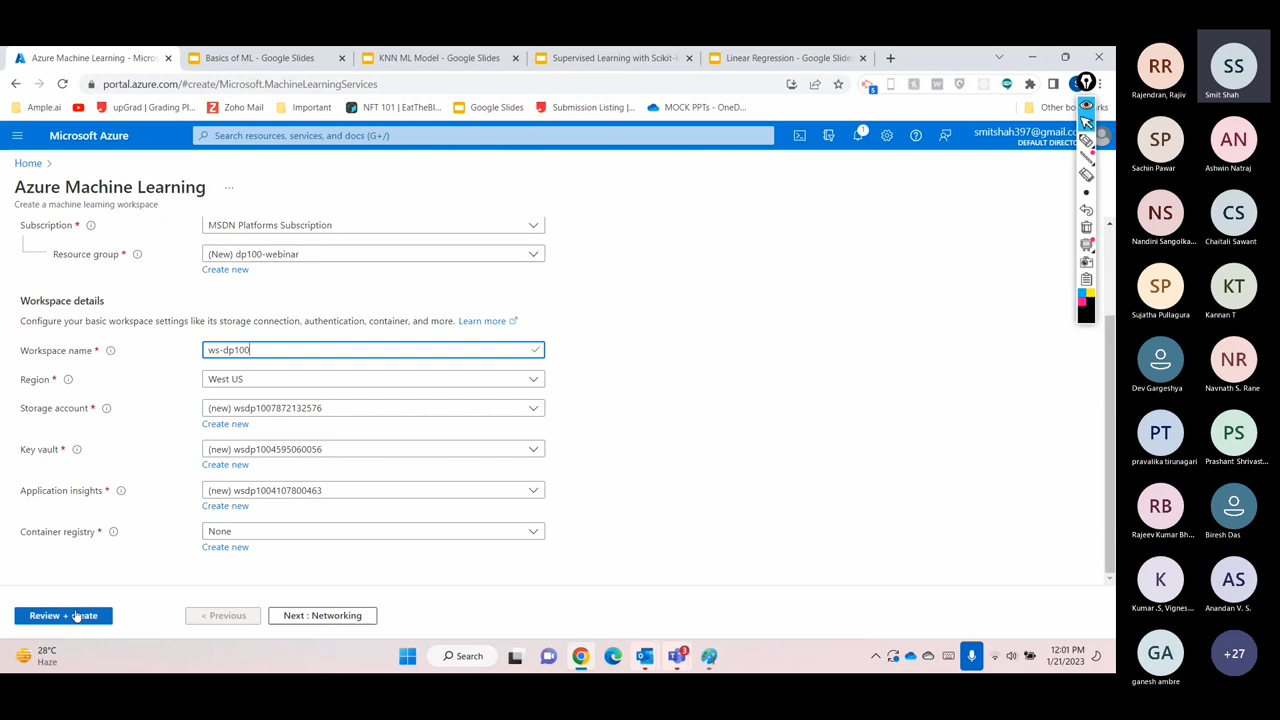 Azure Machine Learning - Micros
Basics of ML - Google Slides
KNN ML Model - Google Slides
Supervised Learning with Scikit-l
Linear Regression - Google Slides
portal.azure.com/#create/Microsoft.MachineLearningServices
5
Ample.ai
upGrad | Grading Pl...
Zoho Mail
Important
NFT 101 | EatTheBl...
Google Slides
Submission Listing |...
MOCK PPTs - OneD...
Other bo
Microsoft Azure
Search resources, services, and docs (G+/)
1
smitshah397@gmail.co
DEFAULT DIRECTO
Home >
Azure Machine Learning
...
Create a machine learning workspace
Subscription *
MSDN Platforms Subscription
Resource group *
(New) dp100-webinar
Create new
Workspace details
Configure your basic workspace settings like its storage connection, authentication, container, and more. Learn more
Workspace name *
ws-dp100
Region *
West US
Storage account *
(new) wsdp1007872132576
Create new
Key vault *
(new) wsdp1004595060056
Create new
Application insights *
(new) wsdp1004107800463
Create new
Container registry *
None
Create new
Review + create
< Previous
Next : Networking
28°C
Haze
Search
3
12:01 PM
1/21/2023
RR
Rajendran, Rajiv
SS
Smit Shah
SP
Sachin Pawar
AN
Ashwin Natraj
NS
Nandini Sangolka...
CS
Chaitali Sawant
SP
Sujatha Pullagura
KT
Kannan T
Dev Gargeshya
NR
Navnath S. Rane
PT
pravalika tirunagari
PS
Prashant Shrivast...
RB
Rajeev Kumar Bh...
Biresh Das
K
Kumar .S, Vignes...
AS
Anandan V. S.
GA
ganesh ambre
+27